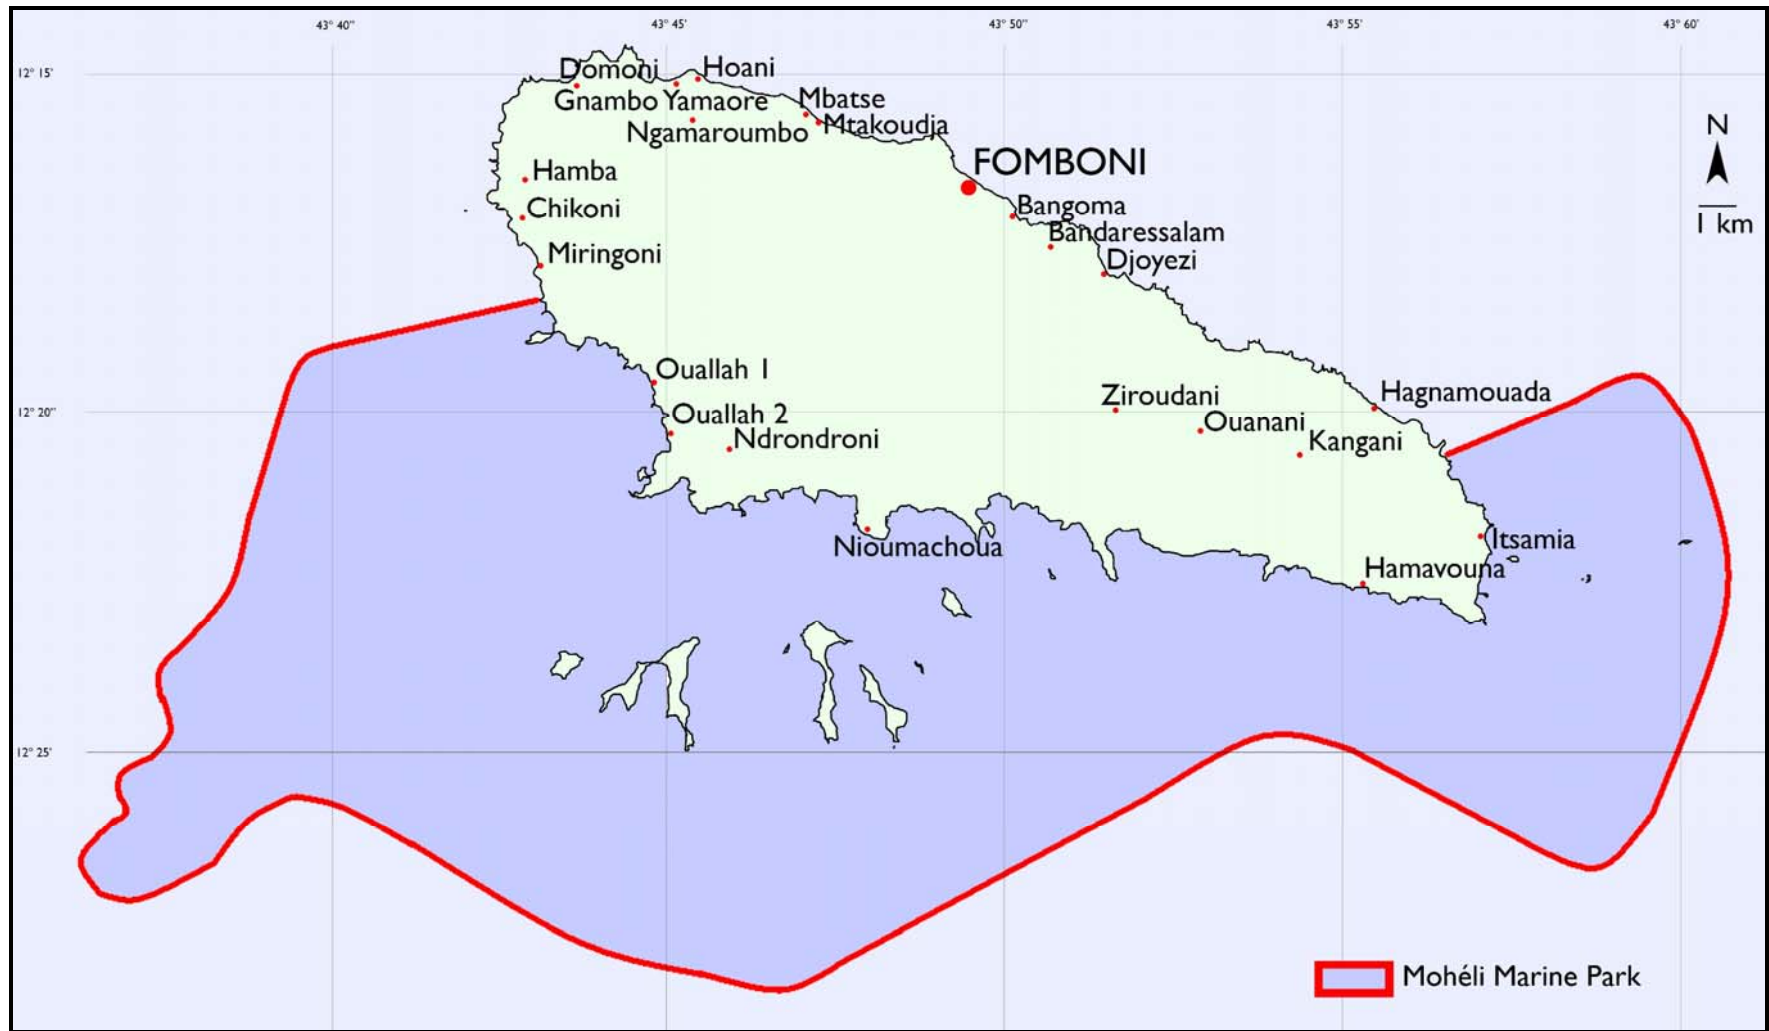 43° 40"
43° 45'
43° 50"
43° 55'
43° 60'
12° 15'
Domoni
Hoani
Gnambo Yamaore
Mbatse
Ngamaroumbo
Mtakoudja
N
FOMBONI
Hamba
Chikoni
Bangoma
1 km
Bandaressalam
Miringoni
Djoyezi
Ouallah 1
Ziroudani
Hagnamouada
12° 20"
Ouallah 2
Ouanani
Ndrondroni
Kangani
Nioumachoua
Itsamia
Hamavouna
12° 25'
Mohéli Marine Park